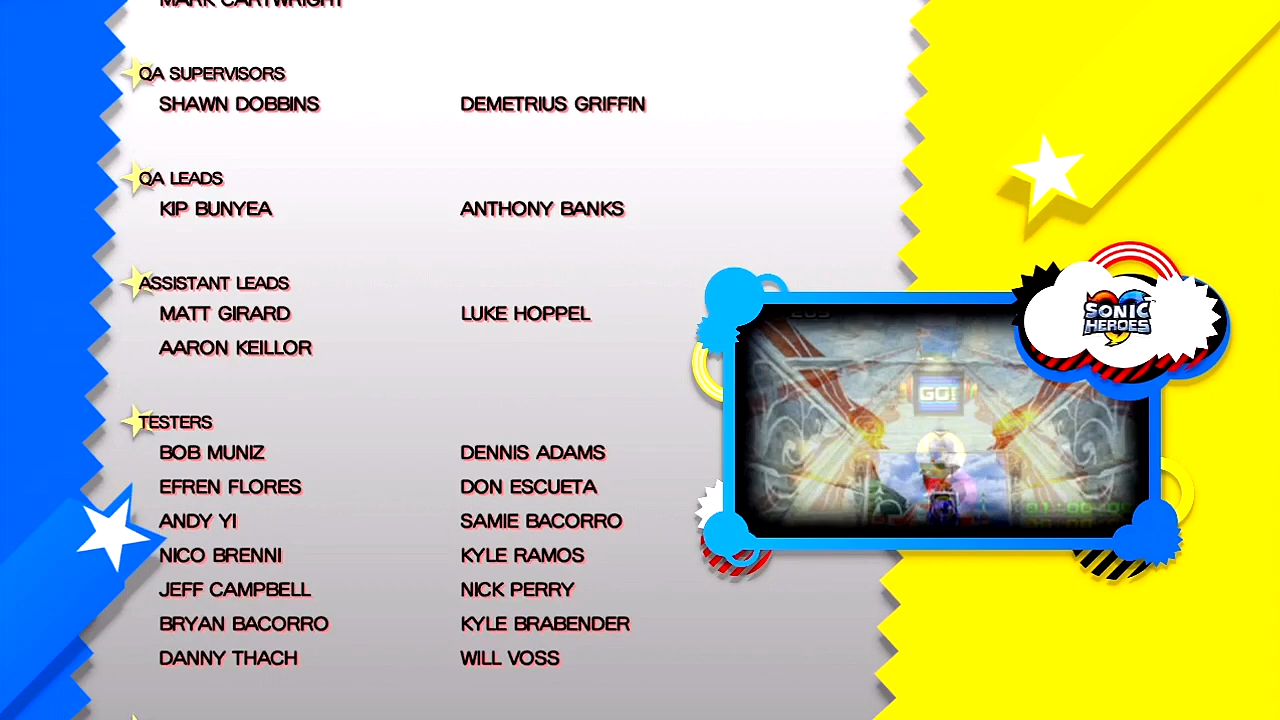 MARK CARTWRIGHT
QA SUPERVISORS
SHAWN DOBBINS DEMETRIUS GRIFFIN
QA LEADS
KIP BUNYEA ANTHONY BANKS
ASSISTANT LEADS
MATT GIRARD LUKE HOPPEL
AARON KEILLOR
TESTERS
BOB MUNIZ DENNIS ADAMS
EFREN FLORES DON ESCUETA
ANDY YI SAMIE BACORRO
NICO BRENNI KYLE RAMOS
JEFF CAMPBELL NICK PERRY
BRYAN BACORRO KYLE BRABENDER
DANNY THACH WILL VOSS
SONIC
HEROES
GO!